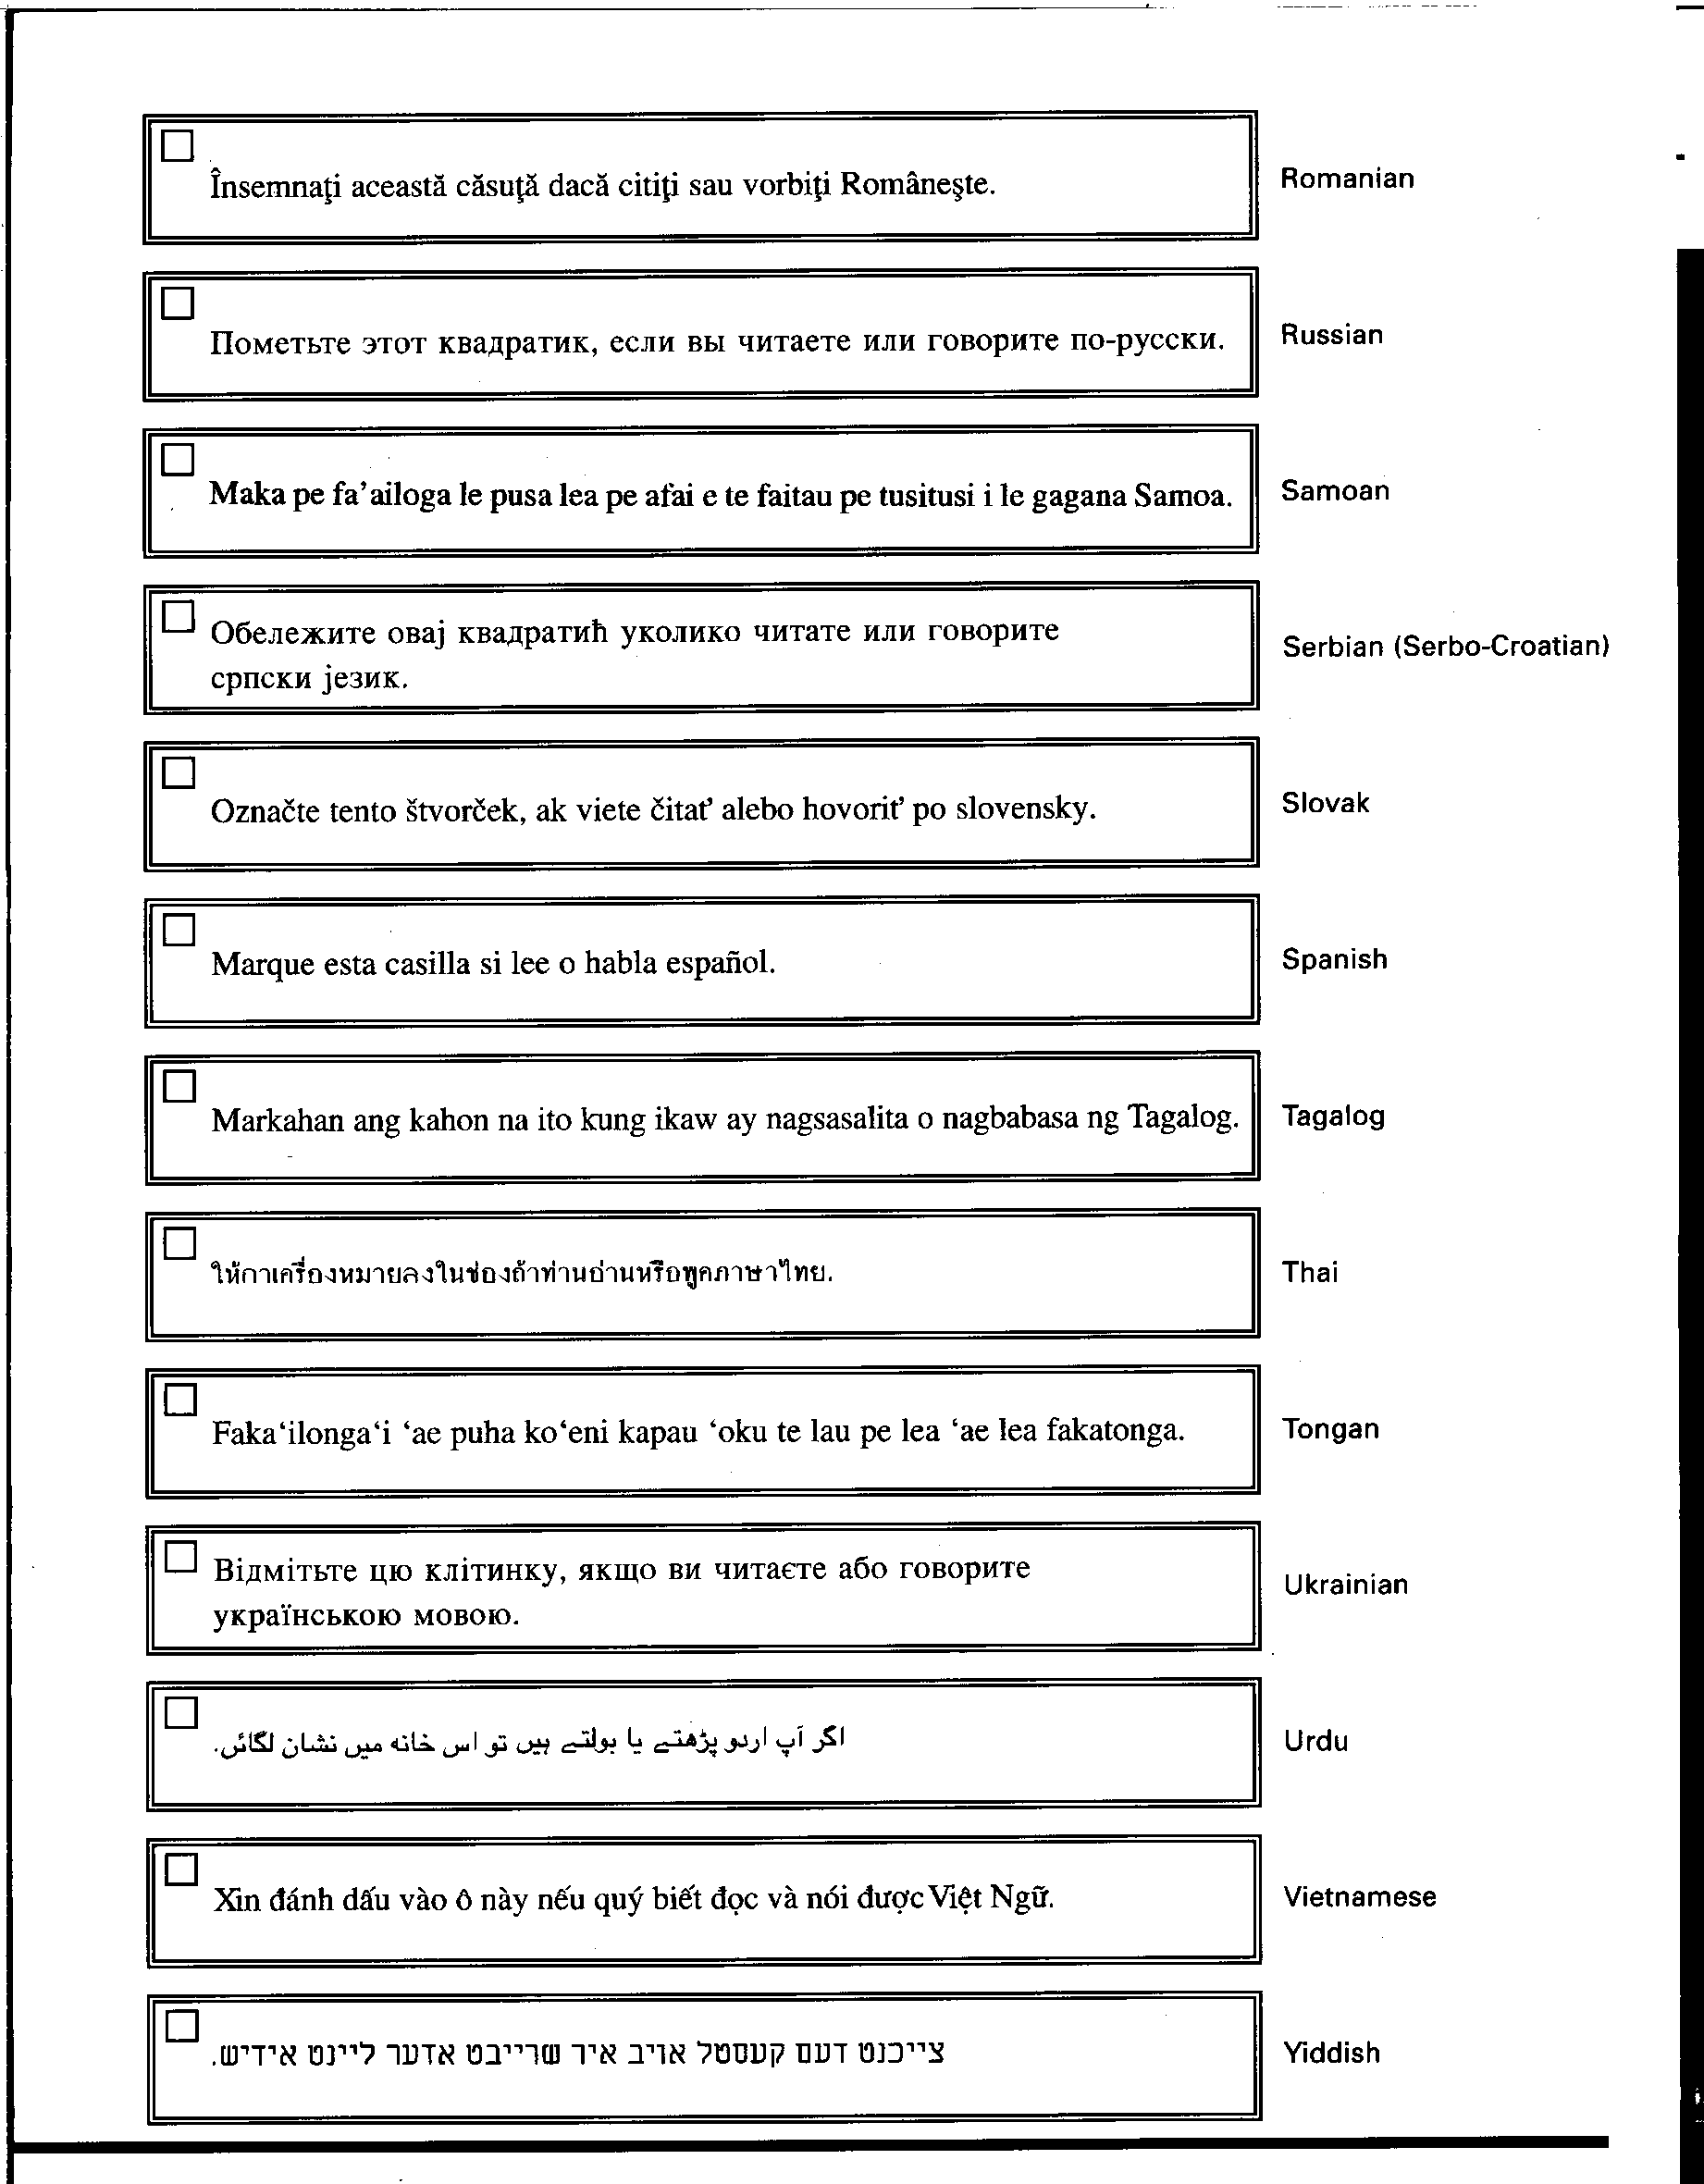 Însemnaţi această căsuţă dacă citiţi sau vorbiţi Româneşte.
Romanian
Пометьте этот квадратик, если вы читаете или говорите по-русски.
Russian
Maka pe fa’ailoga le pusa lea pe afai e te faitau pe tusitusi i le gagana Samoa.
Samoan
Обележите овај квадратић уколико читате или говорите
српски језик.
Serbian (Serbo-Croatian)
Označte tento štvorček, ak viete čitať alebo hovoriť po slovensky.
Slovak
Marque esta casilla si lee o habla español.
Spanish
Markahan ang kahon na ito kung ikaw ay nagsasalita o nagbabasa ng Tagalog.
Tagalog
ให้กาเครื่องหมายลงในช่องถ้าท่านอ่านหรือพูดภาษาไทย.
Thai
Faka‘ilonga‘i ‘ae puha ko‘eni kapau ‘oku te lau pe lea ‘ae lea fakatonga.
Tongan
Відмітьте цю клітинку, якщо ви читаєте або говорите
українською мовою.
Ukrainian
اگر آپ اردو پڑھتے یا بولتے ہیں تو اس خانہ میں نشان لگائں.
Urdu
Xin đánh dấu vào ô này nếu quý biết đọc và nói được Việt Ngữ.
Vietnamese
צייכנט דעם קעסטל אויב איר שרייבט אדער ליינט אידיש.
Yiddish